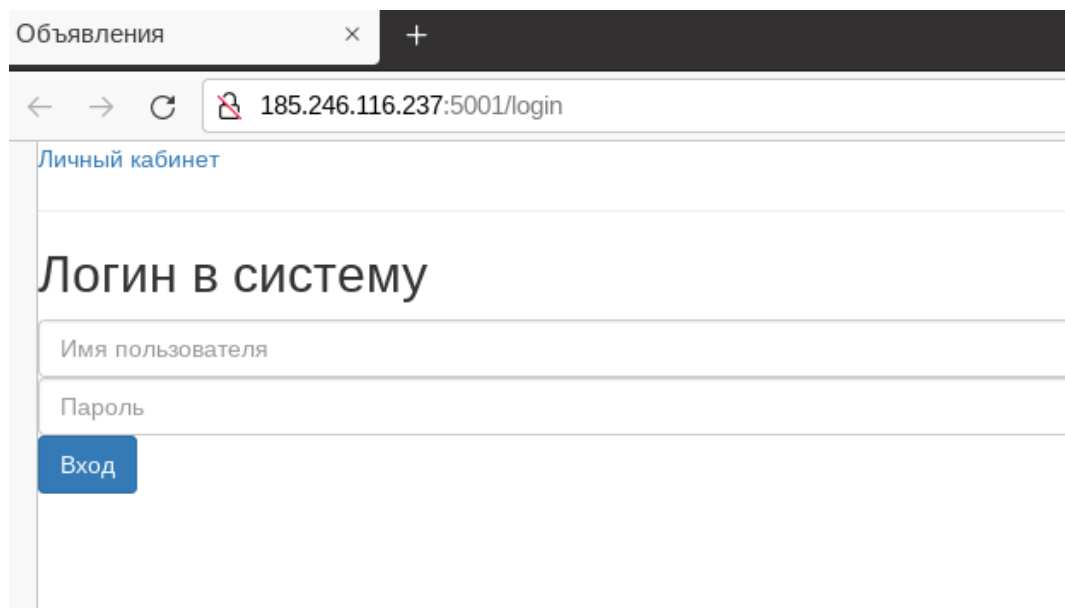 Объявления
185.246.116.237:5001/login
Личный кабинет
Логин в систему
Имя пользователя
Пароль
Вход